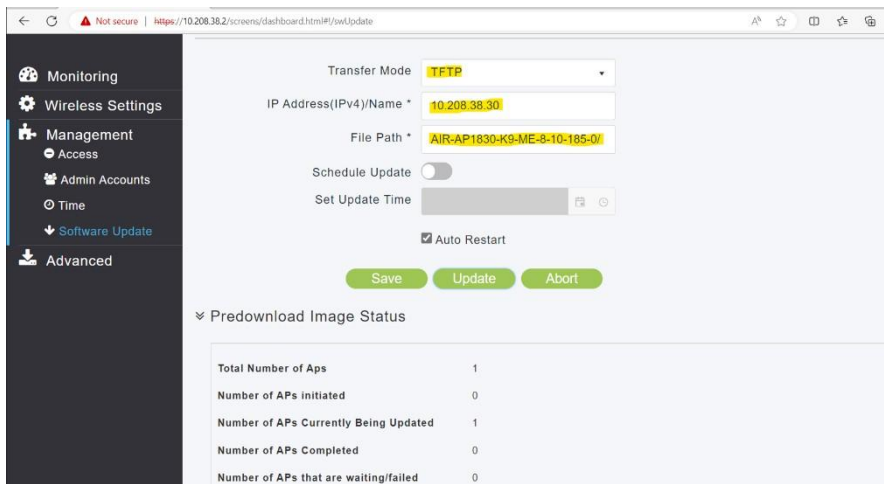 Not secure | https://10.208.38.2/screens/dashboard.html#!/swUpdate
Monitoring
Wireless Settings
Management
Access
Admin Accounts
Time
Software Update
Advanced
Transfer Mode TFTP
IP Address(IPv4)/Name * 10.208.38.30
File Path * AIR-AP1830-K9-ME-8-10-185-0/
Schedule Update
Set Update Time
Auto Restart
Save Update Abort
Predownload Image Status
Total Number of Aps 1
Number of APs initiated 0
Number of APs Currently Being Updated 1
Number of APs Completed 0
Number of APs that are waiting/failed 0